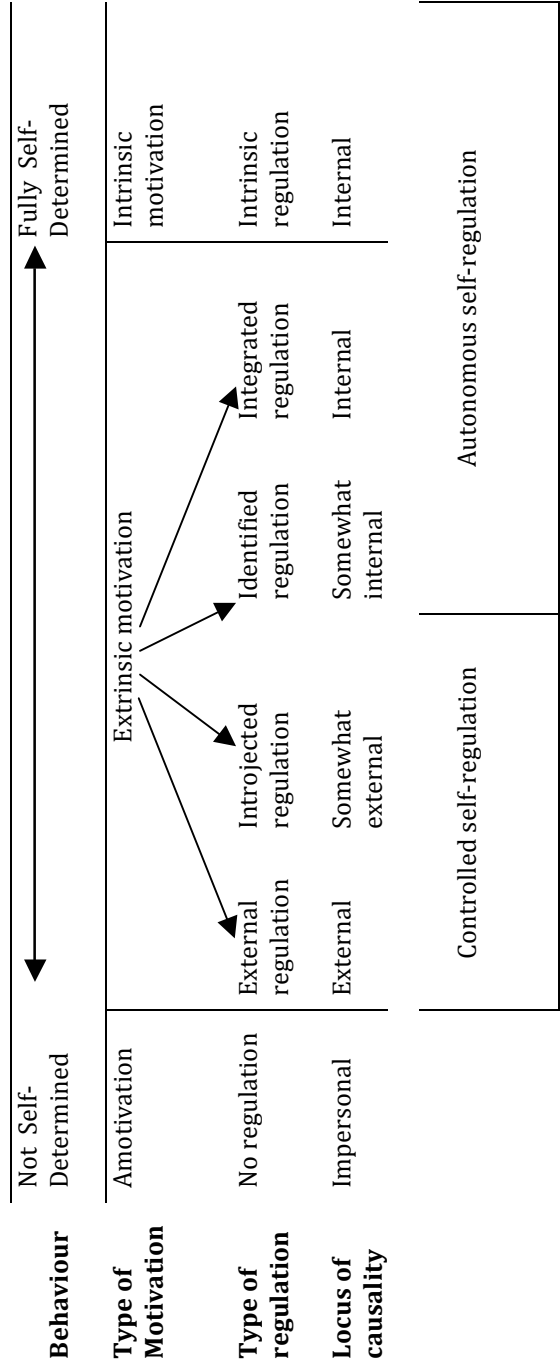 Behaviour
Not Self-
Determined
Fully Self-
Determined
Type of
Motivation
Amotivation
Extrinsic motivation
Intrinsic
motivation
Type of
regulation
No regulation
External
regulation
Introjected
regulation
Identified
regulation
Integrated
regulation
Intrinsic
regulation
Locus of
causality
Impersonal
External
Somewhat
external
Somewhat
internal
Internal
Internal
Controlled self-regulation
Autonomous self-regulation